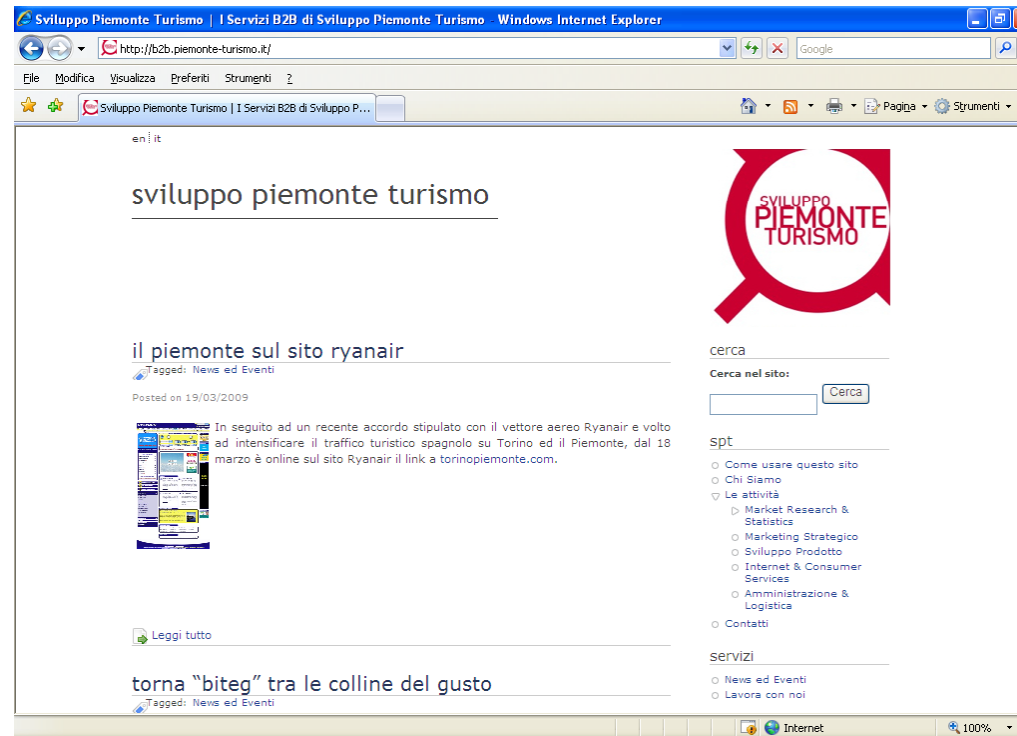 Sviluppo Piemonte Turismo | I Servizi B2B di Sviluppo Piemonte Turismo - Windows Internet Explorer
http://b2b.piemonte-turismo.it/
Google
File Modifica Visualizza Preferiti Strumenti ?
Sviluppo Piemonte Turismo | I Servizi B2B di Sviluppo P...
Pagina
Strumenti
en it
sviluppo piemonte turismo
SVILUPPO
PIEMONTE
TURISMO
il piemonte sul sito ryanair
Tagged: News ed Eventi
Posted on 19/03/2009
In seguito ad un recente accordo stipulato con il vettore aereo Ryanair e volto
ad intensificare il traffico turistico spagnolo su Torino ed il Piemonte, dal 18
marzo è online sul sito Ryanair il link a torinopiemonte.com.
Leggi tutto
torna “biteg” tra le colline del gusto
Tagged: News ed Eventi
cerca
Cerca nel sito:
Cerca
spt
Come usare questo sito
Chi Siamo
Le attività
Market Research &
Statistics
Marketing Strategico
Sviluppo Prodotto
Internet & Consumer
Services
Amministrazione &
Logistica
Contatti
servizi
News ed Eventi
Lavora con noi
Internet
100%